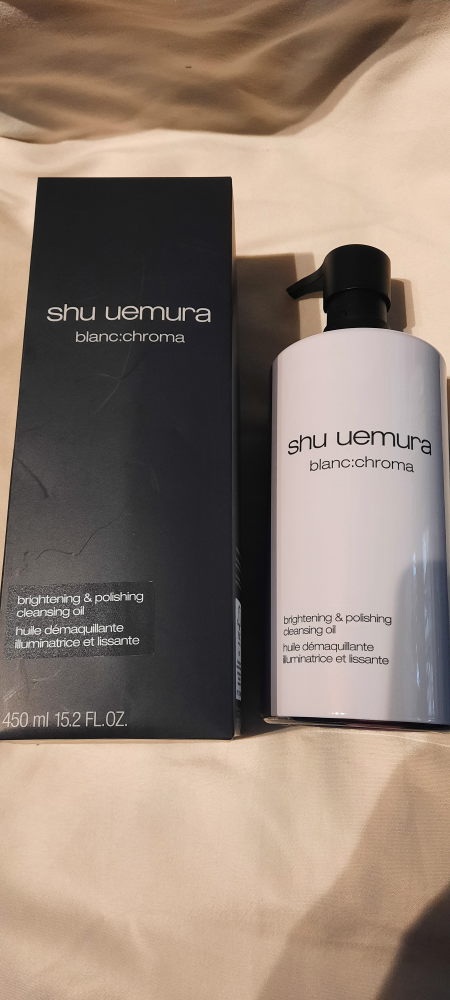 shu uemura
blanc:chroma
brightening & polishing
cleansing oil
huile démaquillante
illuminatrice et lissante
450 ml 15.2 FL.OZ.
shu uemura
blanc:chroma
brightening & polishing
cleansing oil
huile démaquillante
illuminatrice et lissante